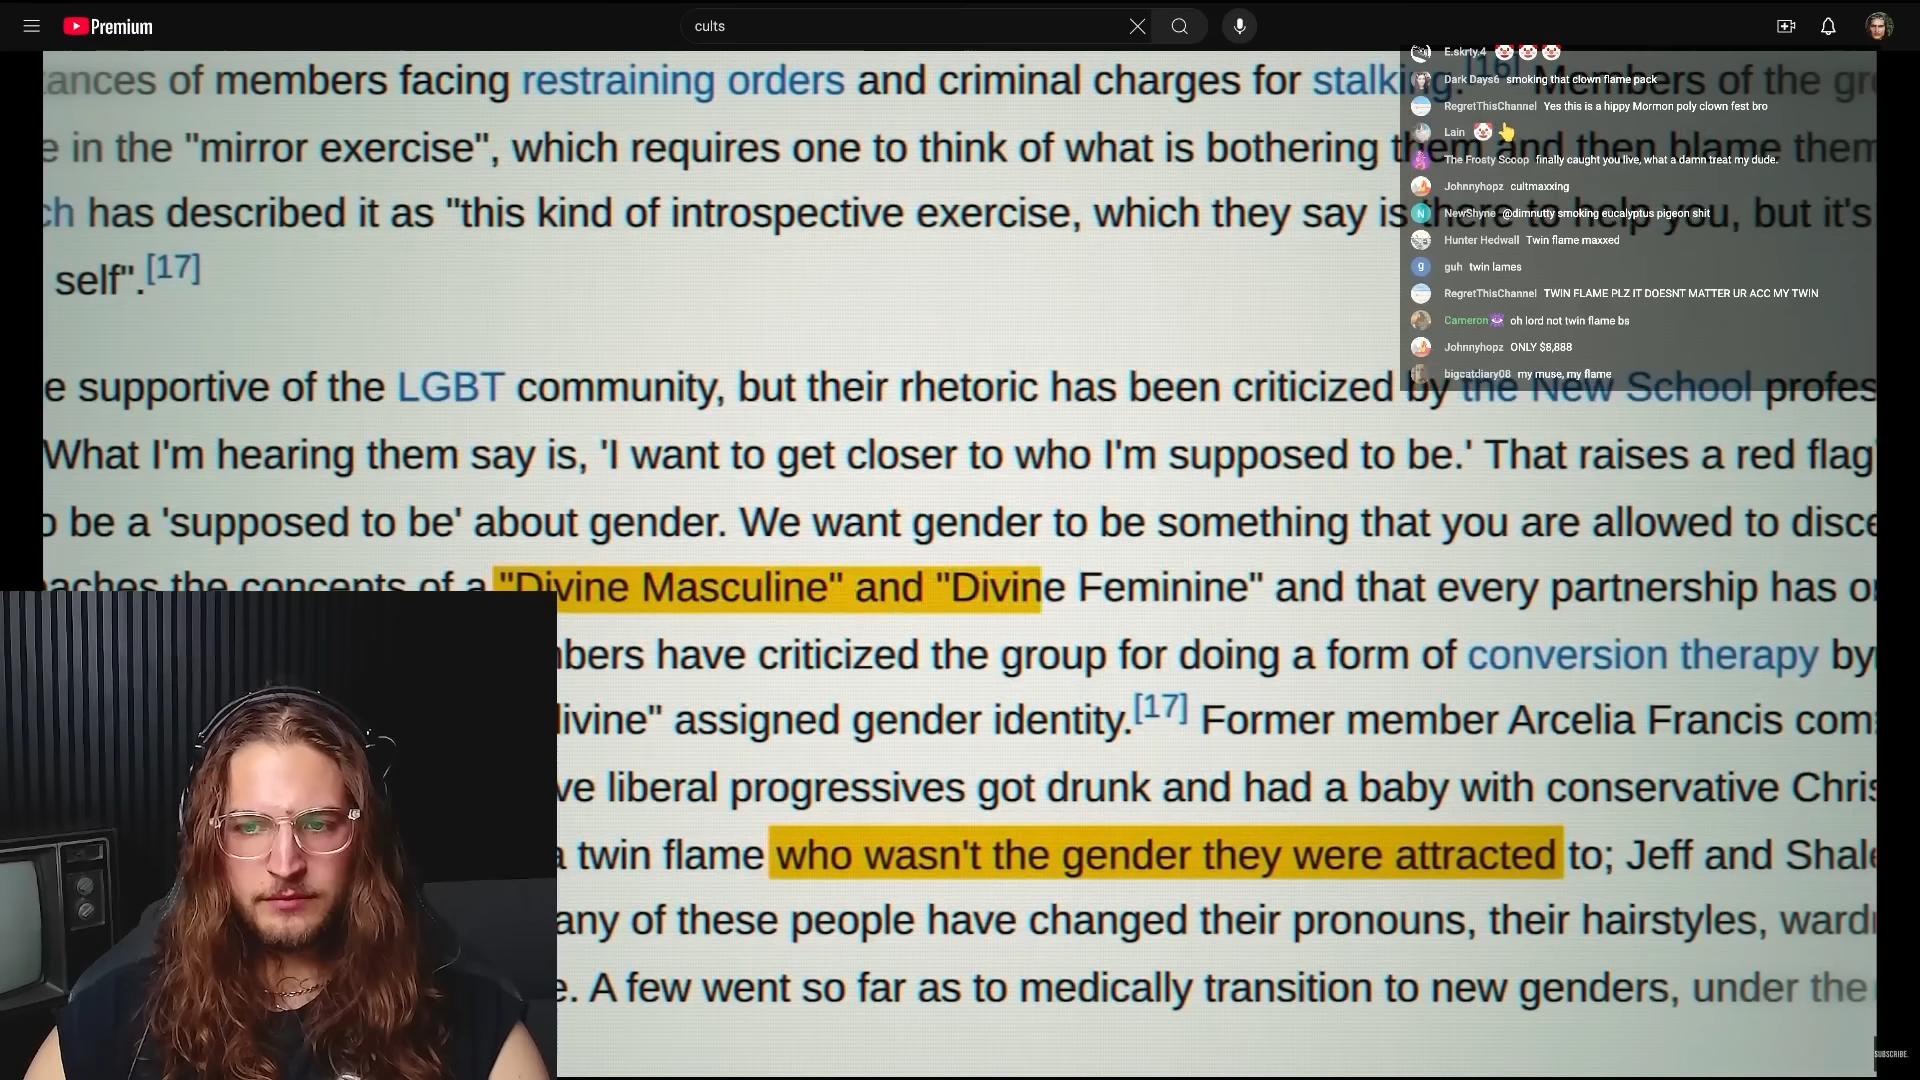 Premium
cults
tances of members facing restraining orders and criminal charges for stalking.[16] Members of the gr
e in the "mirror exercise", which requires one to think of what is bothering them and then blame them
ch has described it as "this kind of introspective exercise, which they say is there to help you, but it's
self".[17]
e supportive of the LGBT community, but their rhetoric has been criticized by the New School profes
What I'm hearing them say is, 'I want to get closer to who I'm supposed to be.' That raises a red flag
o be a 'supposed to be' about gender. We want gender to be something that you are allowed to disc
eaches the concepts of a "Divine Masculine" and "Divine Feminine" and that every partnership has o
bers have criticized the group for doing a form of conversion therapy by
livine" assigned gender identity.[17] Former member Arcelia Francis com
ve liberal progressives got drunk and had a baby with conservative Chris
a twin flame who wasn't the gender they were attracted to; Jeff and Shale
any of these people have changed their pronouns, their hairstyles, wardr
e. A few went so far as to medically transition to new genders, under the
E.skrty.4 🤡 🤡 🤡
Dark Days6 smoking that clown flame pack
RegretThisChannel Yes this is a hippy Mormon poly clown fest bro
Lain 🤡 👆
The Frosty Scoop finally caught you live, what a damn treat my dude.
Johnnyhopz cultmaxxing
N NewShyne @dimnutty smoking eucalyptus pigeon shit
Hunter Hedwall Twin flame maxxed
g guh twin lames
RegretThisChannel TWIN FLAME PLZ IT DOESNT MATTER UR ACC MY TWIN
Cameron oh lord not twin flame bs
Johnnyhopz ONLY $8,888
bigcatdiary08 my muse, my flame
SUBSCRIBE.